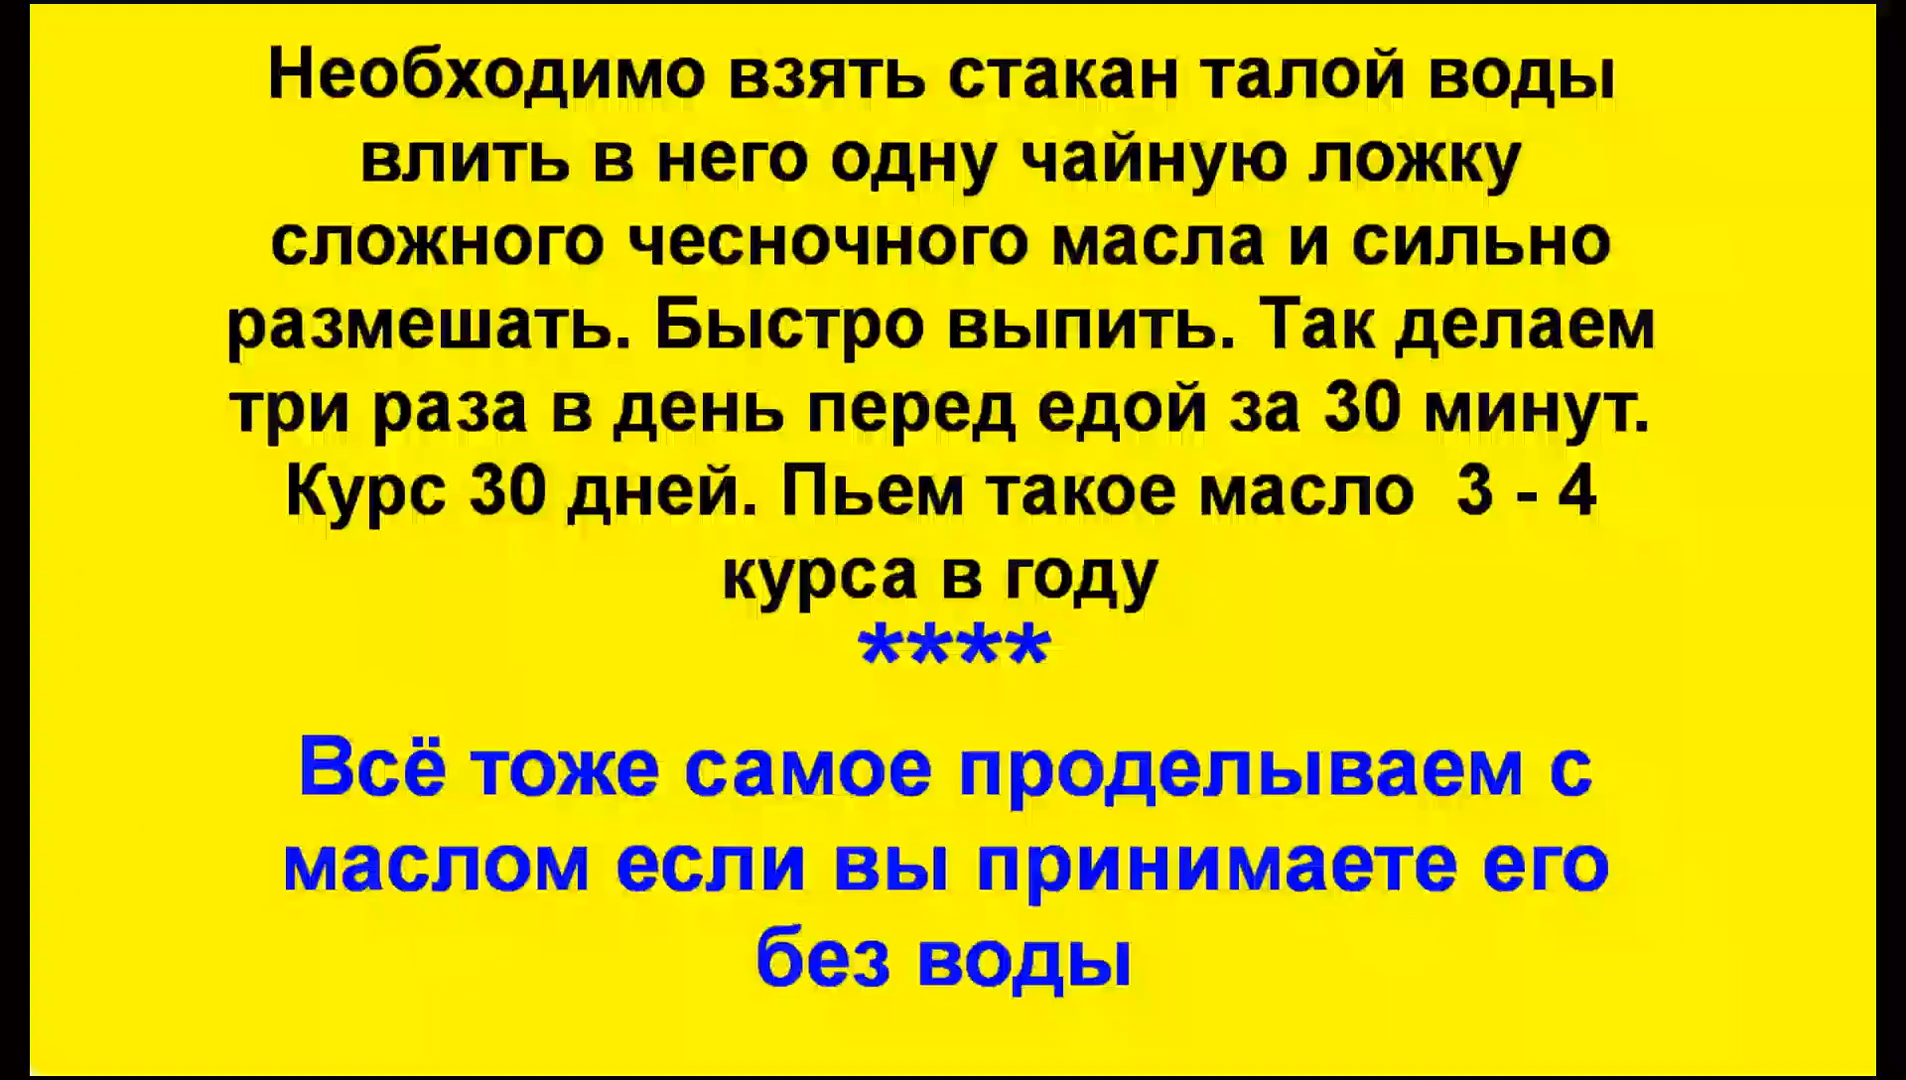 Необходимо взять стакан талой воды
влить в него одну чайную ложку
сложного чесночного масла и сильно
размешать. Быстро выпить. Так делаем
три раза в день перед едой за 30 минут.
Курс 30 дней. Пьем такое масло  3 - 4
курса в году
****
Всё тоже самое проделываем с
маслом если вы принимаете его
без воды